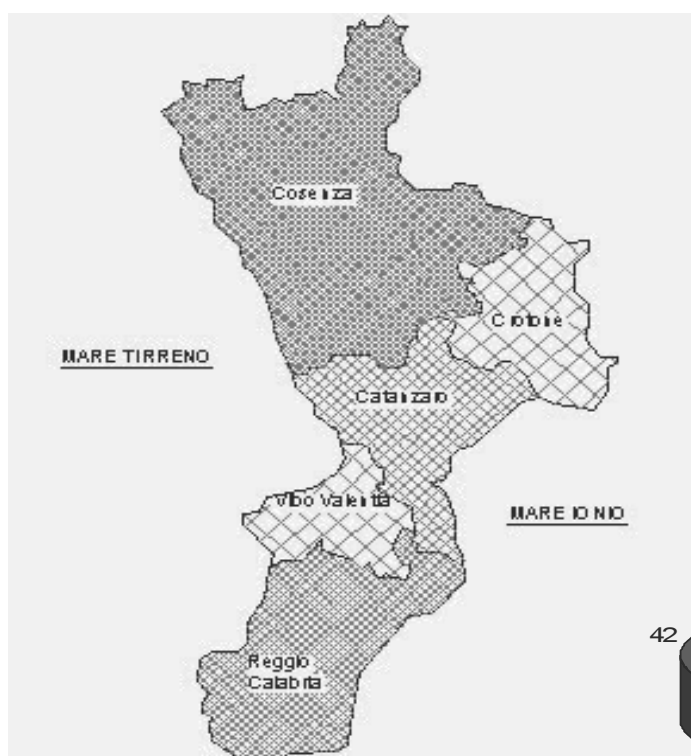 Cosenza
Crotone
MARE TIRRENO
Catanzaro
Vibo Valentia
MARE IONIO
42
Reggio
Calabria